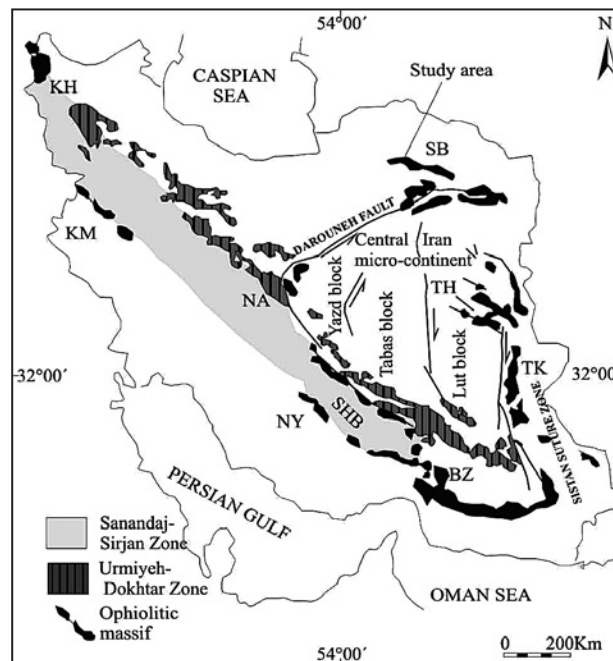 54°00'
N
CASPIAN
SEA
Study area
KH
SB
DAROUNEH FAULT
KM
Central Iran
micro-continent
TH
NA
Yazd block
Tabas block
Lut block
32°00'
TK
32°00'
NY
SHB
SISTAN SUTURE ZONE
BZ
PERSIAN GULF
Sanandaj-
Sirjan Zone
Urmiyeh-
Dokhtar Zone
Ophiolitic
massif
OMAN SEA
54°00'
0 200Km